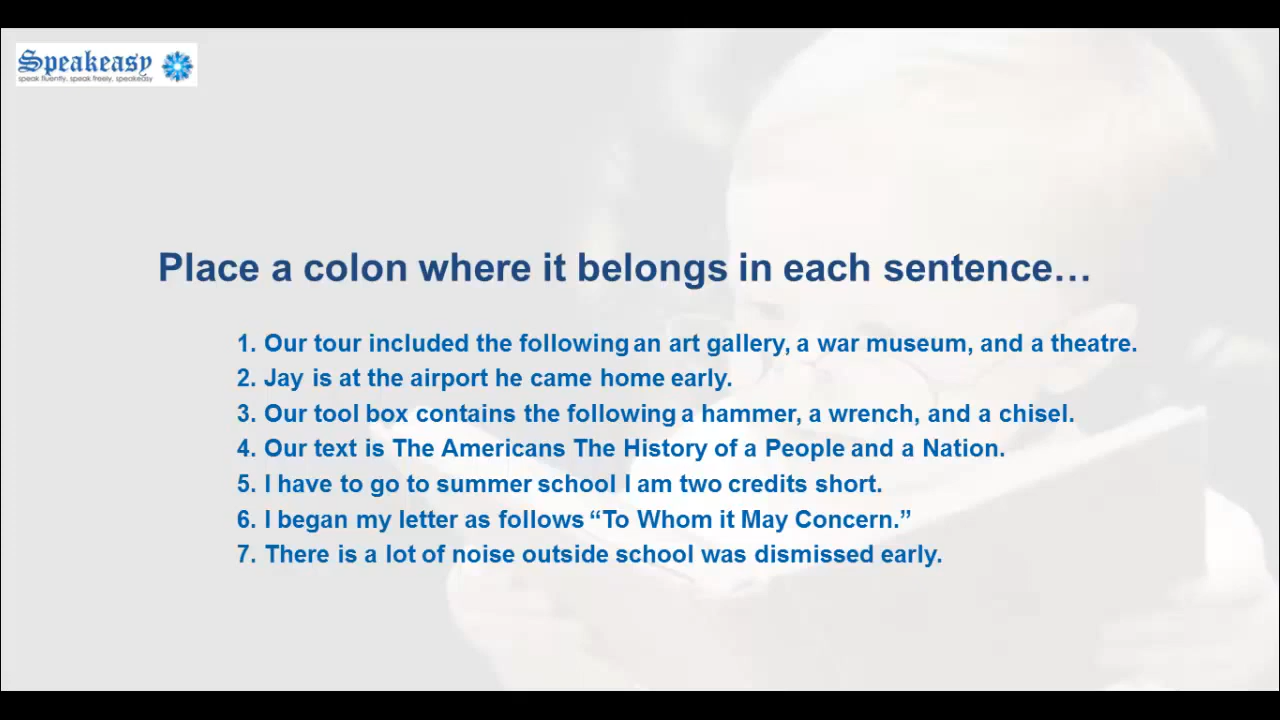 Speakeasy
speak fluently, speak freely, speakeasy
Place a colon where it belongs in each sentence…
1. Our tour included the following an art gallery, a war museum, and a theatre.
2. Jay is at the airport he came home early.
3. Our tool box contains the following a hammer, a wrench, and a chisel.
4. Our text is The Americans The History of a People and a Nation.
5. I have to go to summer school I am two credits short.
6. I began my letter as follows “To Whom it May Concern.”
7. There is a lot of noise outside school was dismissed early.